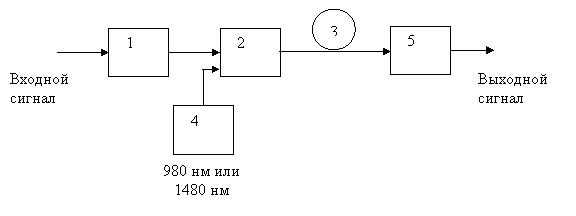 1
2
3
5
Входной
сигнал
Выходной
сигнал
4
980 нм или
1480 нм